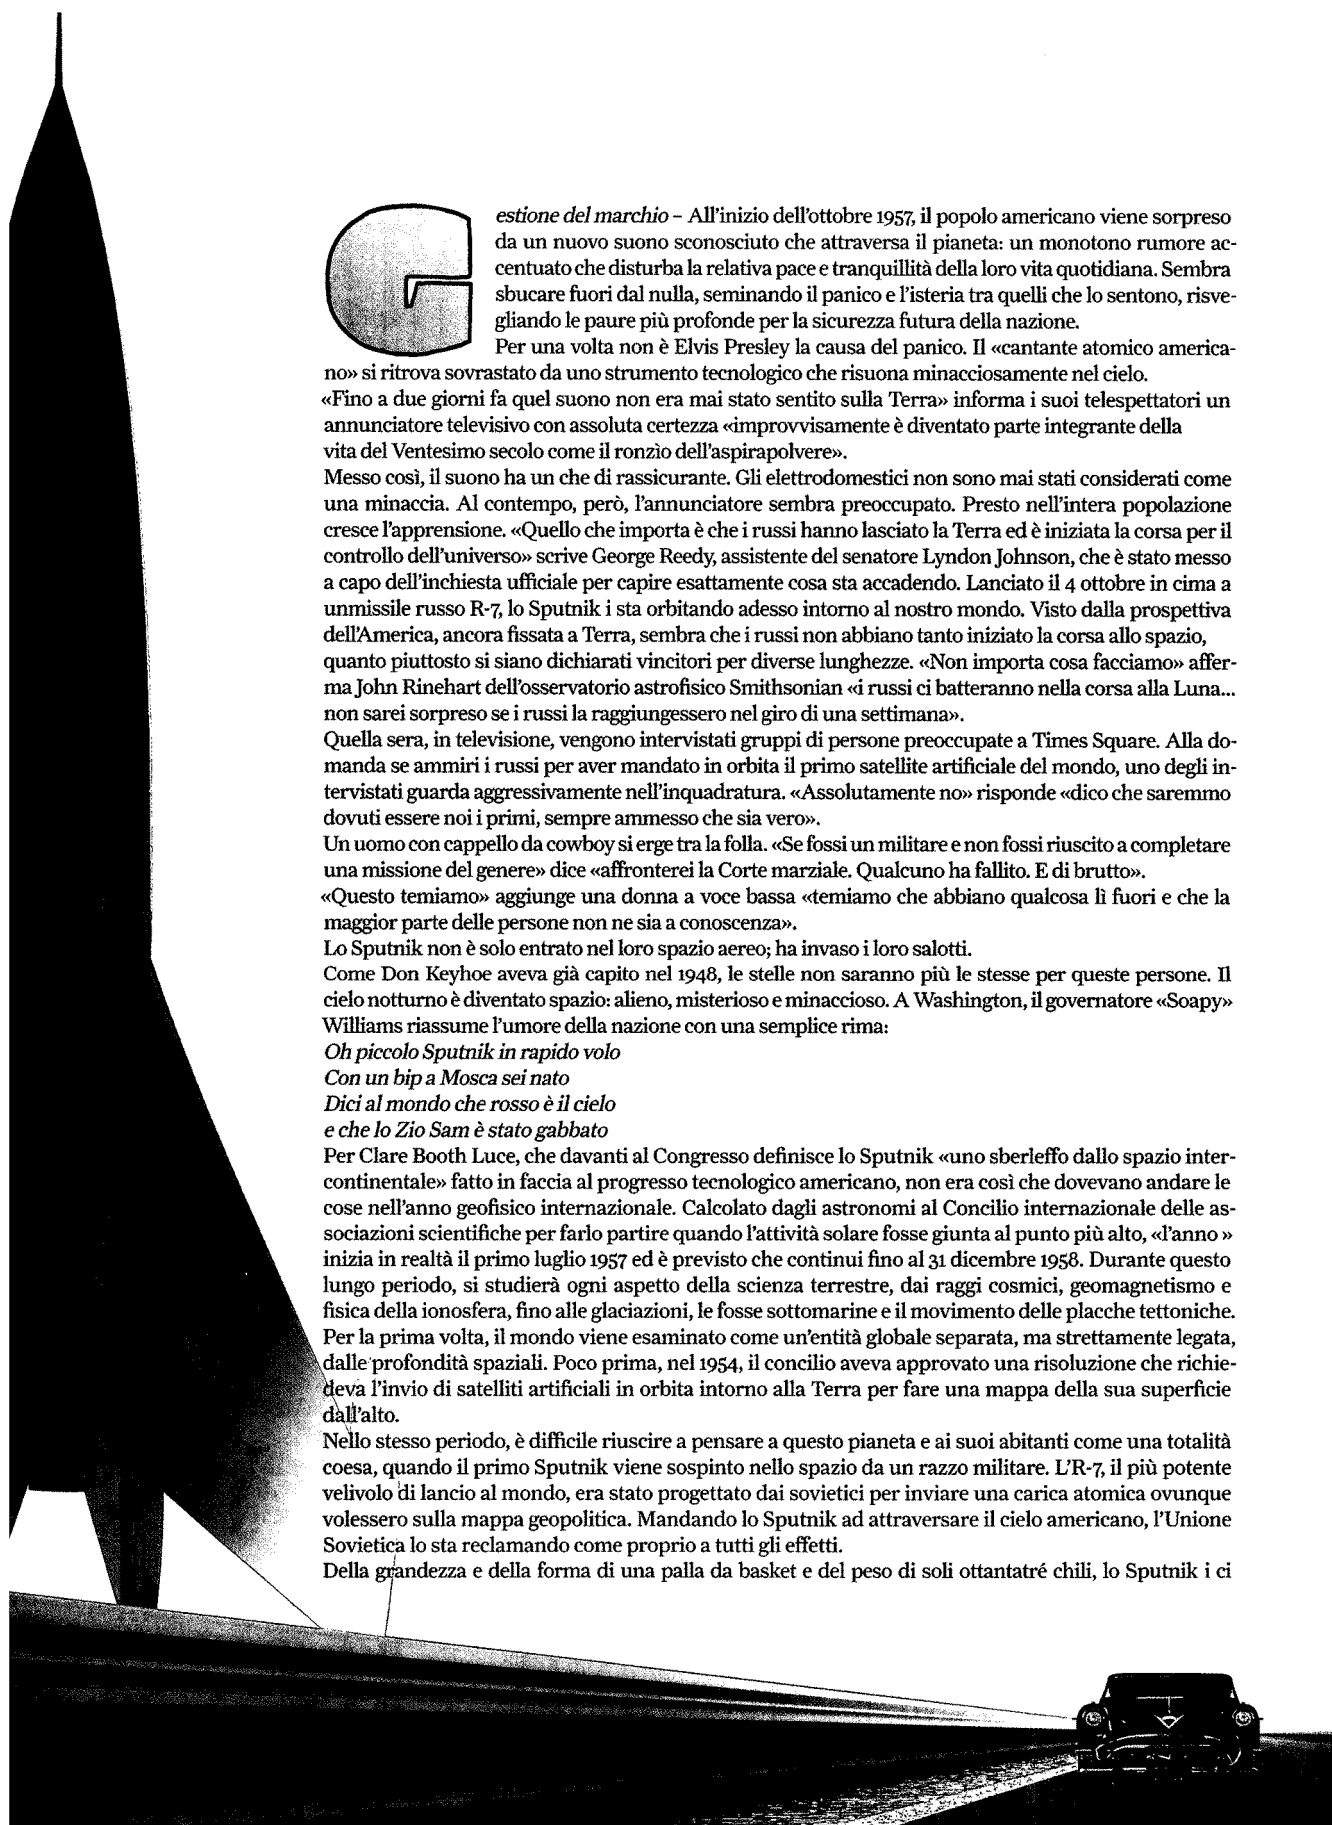 Gestione del marchio – All'inizio dell'ottobre 1957, il popolo americano viene sorpreso
da un nuovo suono sconosciuto che attraversa il pianeta: un monotono rumore ac-
centuato che disturba la relativa pace e tranquillità della loro vita quotidiana. Sembra
sbucare fuori dal nulla, seminando il panico e l'isteria tra quelli che lo sentono, risve-
gliando le paure più profonde per la sicurezza futura della nazione.
Per una volta non è Elvis Presley la causa del panico. Il «cantante atomico america-
no» si ritrova sovrastato da uno strumento tecnologico che risuona minacciosamente nel cielo.
«Fino a due giorni fa quel suono non era mai stato sentito sulla Terra» informa i suoi telespettatori un
annunciatore televisivo con assoluta certezza «improvvisamente è diventato parte integrante della
vita del Ventesimo secolo come il ronzìo dell'aspirapolvere».
Messo così, il suono ha un che di rassicurante. Gli elettrodomestici non sono mai stati considerati come
una minaccia. Al contempo, però, l'annunciatore sembra preoccupato. Presto nell'intera popolazione
cresce l'apprensione. «Quello che importa è che i russi hanno lasciato la Terra ed è iniziata la corsa per il
controllo dell'universo» scrive George Reedy, assistente del senatore Lyndon Johnson, che è stato messo
a capo dell'inchiesta ufficiale per capire esattamente cosa sta accadendo. Lanciato il 4 ottobre in cima a
unmissile russo R-7, lo Sputnik i sta orbitando adesso intorno al nostro mondo. Visto dalla prospettiva
dell'America, ancora fissata a Terra, sembra che i russi non abbiano tanto iniziato la corsa allo spazio,
quanto piuttosto si siano dichiarati vincitori per diverse lunghezze. «Non importa cosa facciamo» affer-
ma John Rinehart dell'osservatorio astrofisico Smithsonian «i russi ci batteranno nella corsa alla Luna...
non sarei sorpreso se i russi la raggiungessero nel giro di una settimana».
Quella sera, in televisione, vengono intervistati gruppi di persone preoccupate a Times Square. Alla do-
manda se ammiri i russi per aver mandato in orbita il primo satellite artificiale del mondo, uno degli in-
tervistati guarda aggressivamente nell'inquadratura. «Assolutamente no» risponde «dico che saremmo
dovuti essere noi i primi, sempre ammesso che sia vero».
Un uomo con cappello da cowboy si erge tra la folla. «Se fossi un militare e non fossi riuscito a completare
una missione del genere» dice «affronterei la Corte marziale. Qualcuno ha fallito. E di brutto».
«Questo temiamo» aggiunge una donna a voce bassa «temiamo che abbiano qualcosa lì fuori e che la
maggior parte delle persone non ne sia a conoscenza».
Lo Sputnik non è solo entrato nel loro spazio aereo; ha invaso i loro salotti.
Come Don Keyhoe aveva già capito nel 1948, le stelle non saranno più le stesse per queste persone. Il
cielo notturno è diventato spazio: alieno, misterioso e minaccioso. A Washington, il governatore «Soapy»
Williams riassume l'umore della nazione con una semplice rima:
Oh piccolo Sputnik in rapido volo
Con un bip a Mosca sei nato
Dici al mondo che rosso è il cielo
e che lo Zio Sam è stato gabbato
Per Clare Booth Luce, che davanti al Congresso definisce lo Sputnik «uno sberleffo dallo spazio inter-
continentale» fatto in faccia al progresso tecnologico americano, non era così che dovevano andare le
cose nell'anno geofisico internazionale. Calcolato dagli astronomi al Concilio internazionale delle as-
sociazioni scientifiche per farlo partire quando l'attività solare fosse giunta al punto più alto, «l'anno »
inizia in realtà il primo luglio 1957 ed è previsto che continui fino al 31 dicembre 1958. Durante questo
lungo periodo, si studierà ogni aspetto della scienza terrestre, dai raggi cosmici, geomagnetismo e
fisica della ionosfera, fino alle glaciazioni, le fosse sottomarine e il movimento delle placche tettoniche.
Per la prima volta, il mondo viene esaminato come un'entità globale separata, ma strettamente legata,
dalle profondità spaziali. Poco prima, nel 1954, il concilio aveva approvato una risoluzione che richie-
deva l'invio di satelliti artificiali in orbita intorno alla Terra per fare una mappa della sua superficie
dall'alto.
Nello stesso periodo, è difficile riuscire a pensare a questo pianeta e ai suoi abitanti come una totalità
coesa, quando il primo Sputnik viene sospinto nello spazio da un razzo militare. L'R-7, il più potente
velivolo di lancio al mondo, era stato progettato dai sovietici per inviare una carica atomica ovunque
volessero sulla mappa geopolitica. Mandando lo Sputnik ad attraversare il cielo americano, l'Unione
Sovietica lo sta reclamando come proprio a tutti gli effetti.
Della grandezza e della forma di una palla da basket e del peso di soli ottantatré chili, lo Sputnik i ci